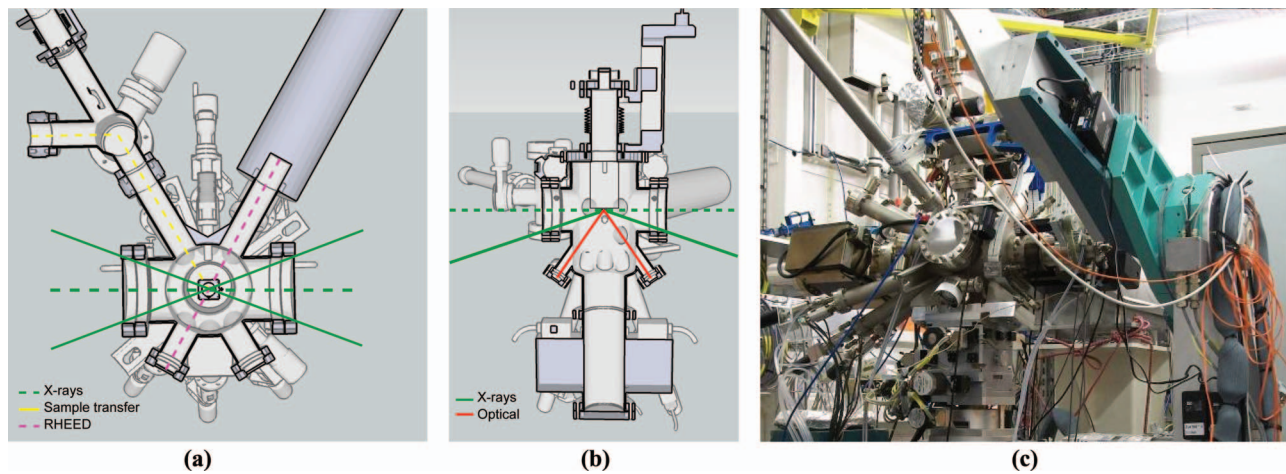 X-rays
Sample transfer
RHEED
X-rays
Optical
(a)
(b)
(c)